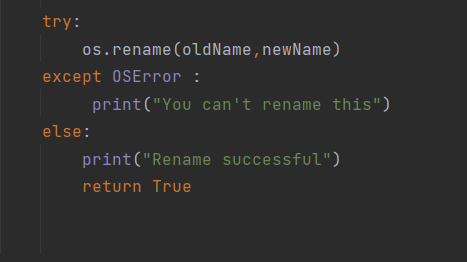 try:
    os.rename(oldName,newName)
except OSError :
     print("You can't rename this")
else:
    print("Rename successful")
    return True